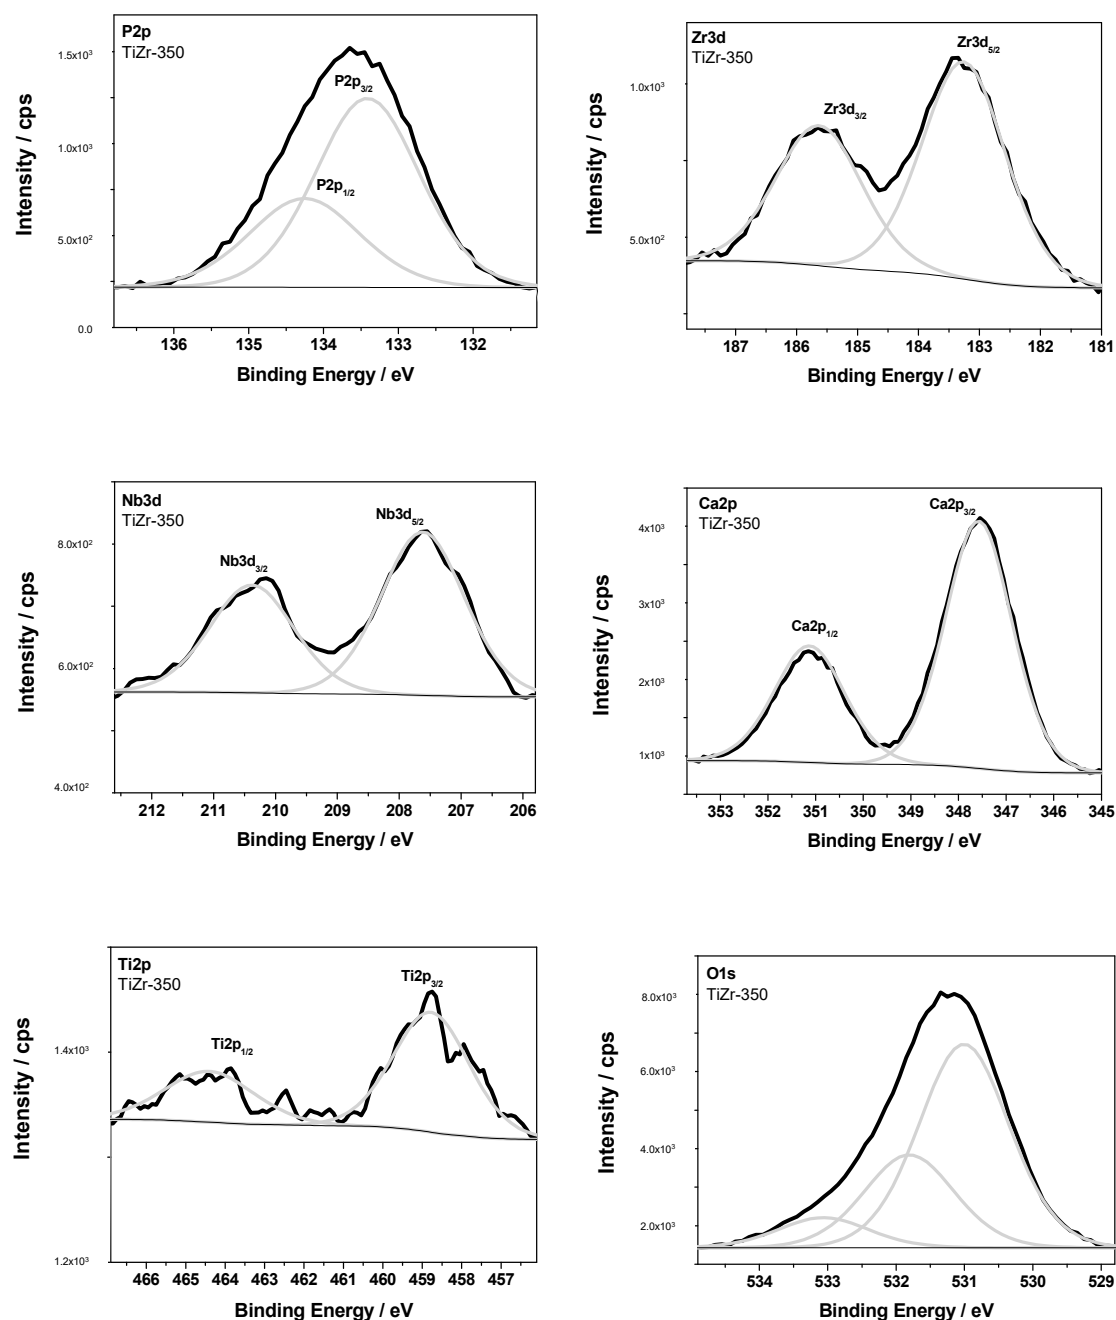 P2p
TiZr-350
P2p3/2
P2p1/2
1.5x10³
1.0x10³
5.0x10²
0.0
Intensity / cps
136 135 134 133 132
Binding Energy / eV
Zr3d
TiZr-350
Zr3d5/2
Zr3d3/2
1.0x10³
5.0x10²
Intensity / cps
187 186 185 184 183 182 181
Binding Energy / eV
Nb3d
TiZr-350
Nb3d5/2
Nb3d3/2
8.0x10²
6.0x10²
4.0x10²
Intensity / cps
212 211 210 209 208 207 206
Binding Energy / eV
Ca2p
TiZr-350
Ca2p3/2
Ca2p1/2
4x10³
3x10³
2x10³
1x10³
Intensity / cps
353 352 351 350 349 348 347 346 345
Binding Energy / eV
Ti2p
TiZr-350
Ti2p3/2
Ti2p1/2
1.4x10³
1.3x10³
1.2x10³
Intensity / cps
466 465 464 463 462 461 460 459 458 457
Binding Energy / eV
O1s
TiZr-350
8.0x10³
6.0x10³
4.0x10³
2.0x10³
Intensity / cps
534 533 532 531 530 529
Binding Energy / eV